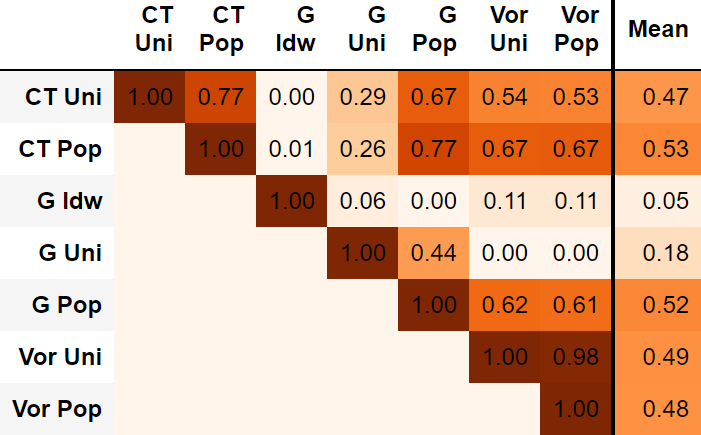 CT Uni CT Pop G Idw G Uni G Pop Vor Uni Vor Pop Mean
CT Uni 1.00 0.77 0.00 0.29 0.67 0.54 0.53 0.47
CT Pop 1.00 0.01 0.26 0.77 0.67 0.67 0.53
G Idw 1.00 0.06 0.00 0.11 0.11 0.05
G Uni 1.00 0.44 0.00 0.00 0.18
G Pop 1.00 0.62 0.61 0.52
Vor Uni 1.00 0.98 0.49
Vor Pop 1.00 0.48